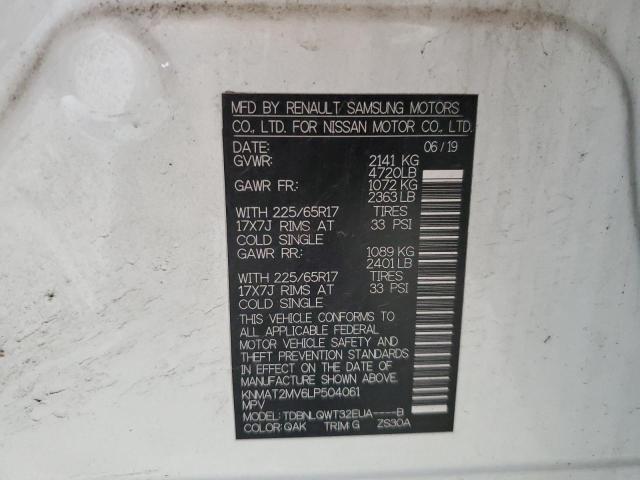 MFD BY RENAULT SAMSUNG MOTORS
CO., LTD. FOR NISSAN MOTOR CO., LTD.
DATE: 06/19
GVWR: 2141 KG
4720LB
GAWR FR: 1072 KG
2363 LB
WITH 225/65R17 TIRES
17X7J RIMS AT 33 PSI
COLD SINGLE
GAWR RR: 1089 KG
2401 LB
WITH 225/65R17 TIRES
17X7J RIMS AT 33 PSI
COLD SINGLE
THIS VEHICLE CONFORMS TO
ALL APPLICABLE FEDERAL
MOTOR VEHICLE SAFETY AND
THEFT PREVENTION STANDARDS
IN EFFECT ON THE DATE OF
MANUFACTURE SHOWN ABOVE
KNMAT2MV6LP504061
MPV
MODEL: TDBNLQWT32EUA----B
COLOR: QAK TRIM G ZS30A